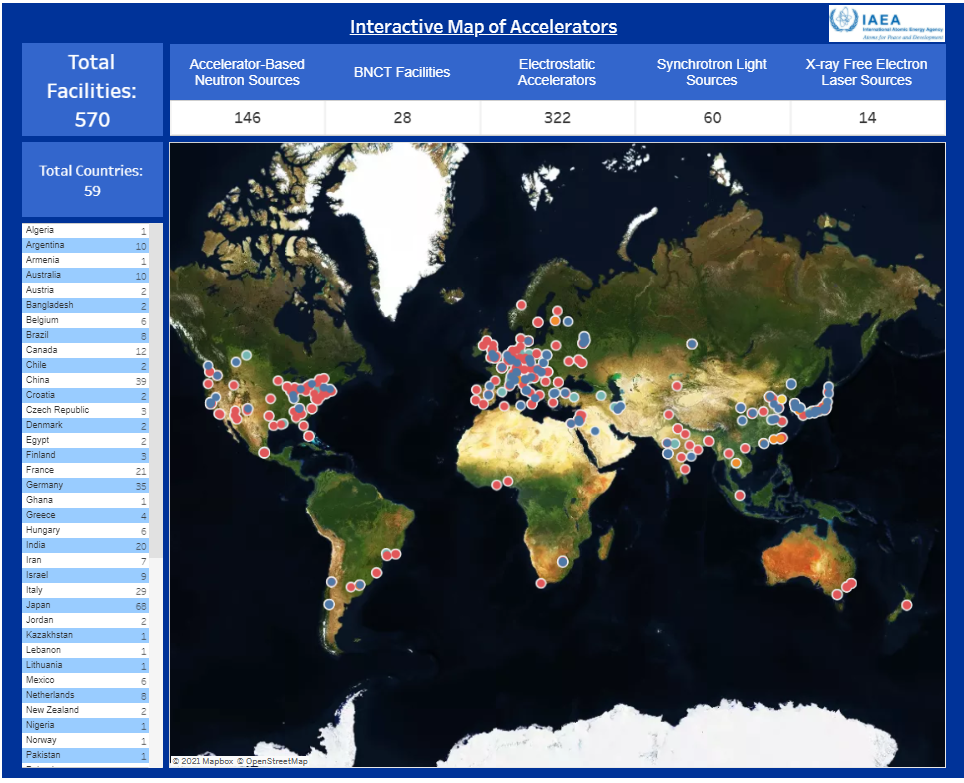 Interactive Map of Accelerators
IAEA
International Atomic Energy Agency
Atoms for Peace and Development
Total
Facilities:
570
Accelerator-Based
Neutron Sources
146
BNCT Facilities
28
Electrostatic
Accelerators
322
Synchrotron Light
Sources
60
X-ray Free Electron
Laser Sources
14
Total Countries:
59
Algeria 1
Argentina 10
Armenia 1
Australia 10
Austria 2
Bangladesh 2
Belgium 6
Brazil 8
Canada 12
Chile 2
China 39
Croatia 2
Czech Republic 3
Denmark 2
Egypt 2
Finland 3
France 21
Germany 35
Ghana 1
Greece 4
Hungary 6
India 20
Iran 7
Israel 9
Italy 29
Japan 68
Jordan 2
Kazakhstan 1
Lebanon 1
Lithuania 1
Mexico 6
Netherlands 8
New Zealand 2
Nigeria 1
Norway 1
Pakistan 1
© 2021 Mapbox © OpenStreetMap